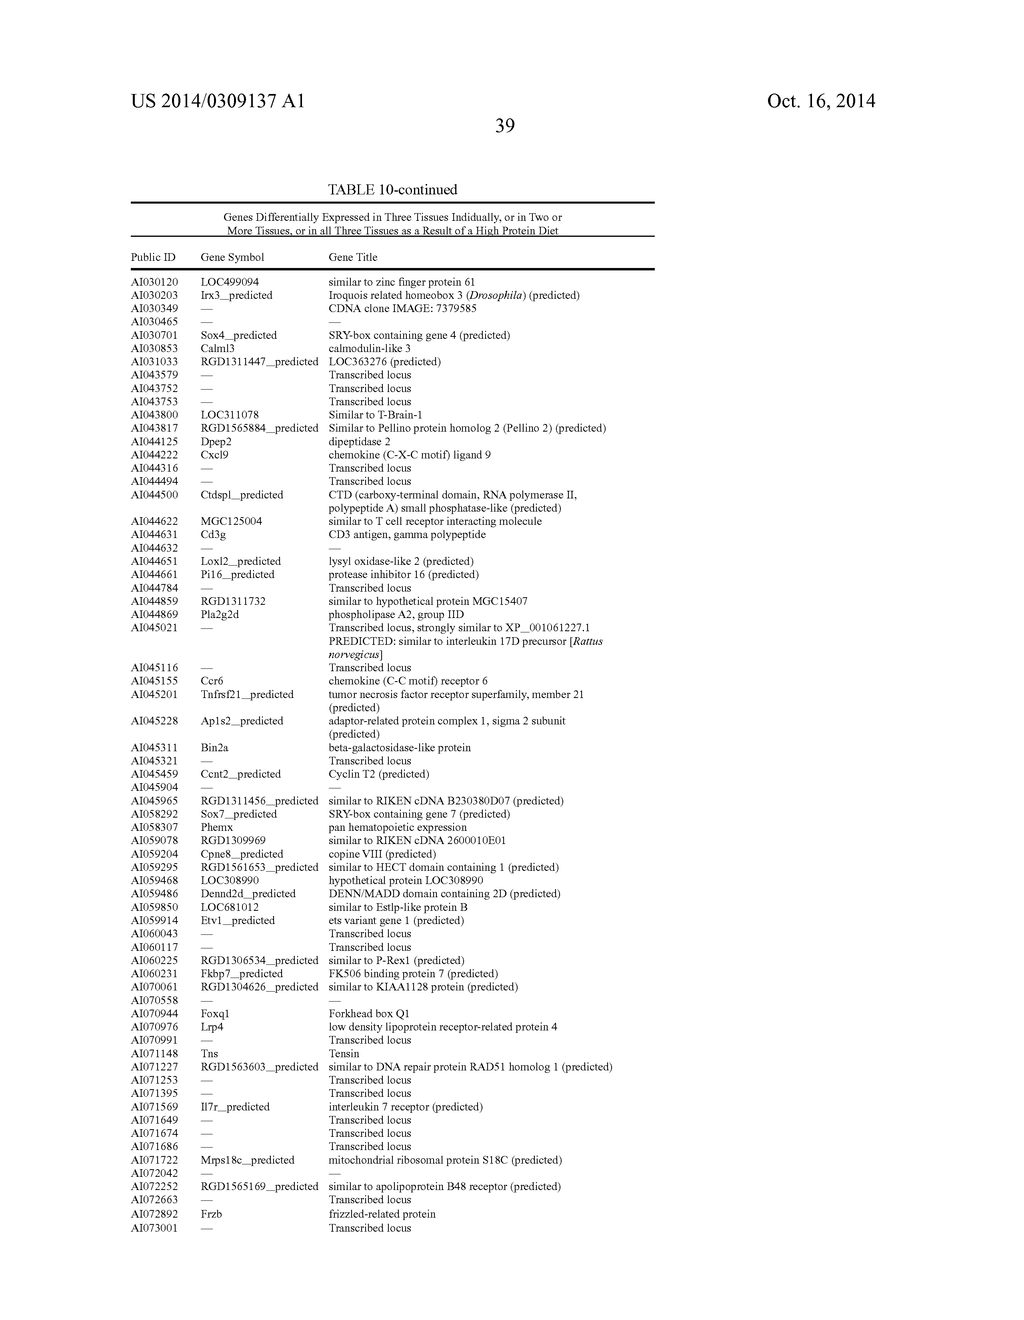 US 2014/0309137 A1 Oct. 16, 2014
39
TABLE 10-continued
Genes Differentially Expressed in Three Tissues Indidually, or in Two or
More Tissues, or in all Three Tissues as a Result of a High Protein Diet
Public ID Gene Symbol Gene Title
AI030120 LOC499094 similar to zinc finger protein 61
AI030203 Irx3_predicted Iroquois related homeobox 3 (Drosophila) (predicted)
AI030349 — CDNA clone IMAGE: 7379585
AI030465 — —
AI030701 Sox4_predicted SRY-box containing gene 4 (predicted)
AI030853 Calml3 calmodulin-like 3
AI031033 RGD1311447_predicted LOC363276 (predicted)
AI043579 — Transcribed locus
AI043752 — Transcribed locus
AI043753 — Transcribed locus
AI043800 LOC311078 Similar to T-Brain-1
AI043817 RGD1565884_predicted Similar to Pellino protein homolog 2 (Pellino 2) (predicted)
AI044125 Dpep2 dipeptidase 2
AI044222 Cxcl9 chemokine (C-X-C motif) ligand 9
AI044316 — Transcribed locus
AI044494 — Transcribed locus
AI044500 Ctdspl_predicted CTD (carboxy-terminal domain, RNA polymerase II,
polypeptide A) small phosphatase-like (predicted)
AI044622 MGC125004 similar to T cell receptor interacting molecule
AI044631 Cd3g CD3 antigen, gamma polypeptide
AI044632 — —
AI044651 Loxl2_predicted lysyl oxidase-like 2 (predicted)
AI044661 Pi16_predicted protease inhibitor 16 (predicted)
AI044784 — Transcribed locus
AI044859 RGD1311732 similar to hypothetical protein MGC15407
AI044869 Pla2g2d phospholipase A2, group IID
AI045021 — Transcribed locus, strongly similar to XP_001061227.1
PREDICTED: similar to interleukin 17D precursor [Rattus
norvegicus]
AI045116 — Transcribed locus
AI045155 Ccr6 chemokine (C-C motif) receptor 6
AI045201 Tnfrsf21_predicted tumor necrosis factor receptor superfamily, member 21
(predicted)
AI045228 Ap1s2_predicted adaptor-related protein complex 1, sigma 2 subunit
(predicted)
AI045311 Bin2a beta-galactosidase-like protein
AI045321 — Transcribed locus
AI045459 Ccnt2_predicted Cyclin T2 (predicted)
AI045904 — —
AI045965 RGD1311456_predicted similar to RIKEN cDNA B230380D07 (predicted)
AI058292 Sox7_predicted SRY-box containing gene 7 (predicted)
AI058307 Phemx pan hematopoietic expression
AI059078 RGD1309969 similar to RIKEN cDNA 2600010E01
AI059204 Cpne8_predicted copine VIII (predicted)
AI059295 RGD1561653_predicted similar to HECT domain containing 1 (predicted)
AI059468 LOC308990 hypothetical protein LOC308990
AI059486 Dennd2d_predicted DENN/MADD domain containing 2D (predicted)
AI059850 LOC681012 similar to Estlp-like protein B
AI059914 Etv1_predicted ets variant gene 1 (predicted)
AI060043 — Transcribed locus
AI060117 — Transcribed locus
AI060225 RGD1306534_predicted similar to P-Rex1 (predicted)
AI060231 Fkbp7_predicted FK506 binding protein 7 (predicted)
AI070061 RGD1304626_predicted similar to KIAA1128 protein (predicted)
AI070558 — —
AI070944 Foxq1 Forkhead box Q1
AI070976 Lrp4 low density lipoprotein receptor-related protein 4
AI070991 — Transcribed locus
AI071148 Tns Tensin
AI071227 RGD1563603_predicted similar to DNA repair protein RAD51 homolog 1 (predicted)
AI071253 — Transcribed locus
AI071395 — Transcribed locus
AI071569 Il7r_predicted interleukin 7 receptor (predicted)
AI071649 — Transcribed locus
AI071674 — Transcribed locus
AI071686 — Transcribed locus
AI071722 Mrps18c_predicted mitochondrial ribosomal protein S18C (predicted)
AI072042 — —
AI072252 RGD1565169_predicted similar to apolipoprotein B48 receptor (predicted)
AI072663 — Transcribed locus
AI072892 Frzb frizzled-related protein
AI073001 — Transcribed locus